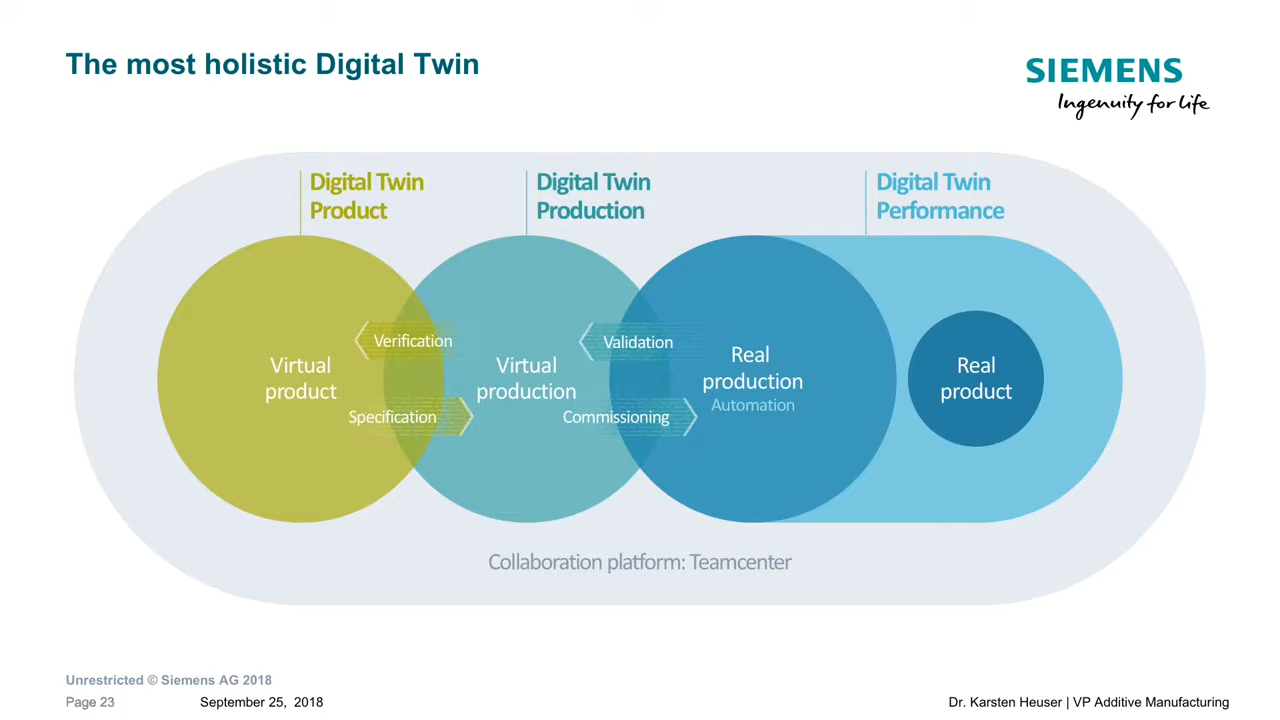 The most holistic Digital Twin
SIEMENS
Ingenuity for life
Digital Twin
Product
Digital Twin
Production
Digital Twin
Performance
Verification
Validation
Virtual
product
Virtual
production
Real
production
Automation
Real
product
Specification
Commissioning
Collaboration platform: Teamcenter
Unrestricted © Siemens AG 2018
Page 23
September 25, 2018
Dr. Karsten Heuser | VP Additive Manufacturing